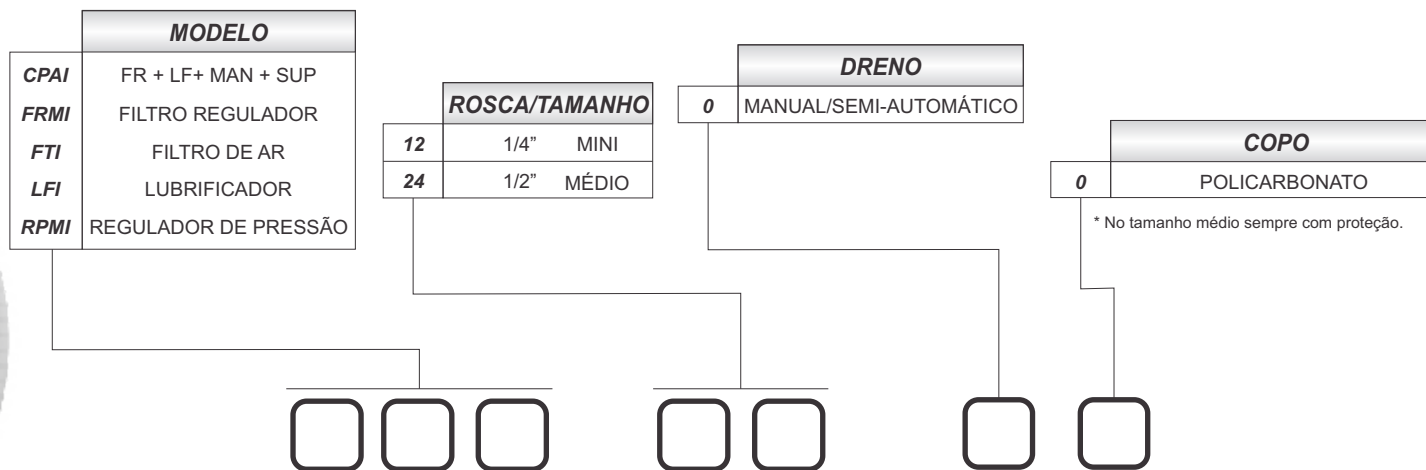 MODELO
CPAI FR + LF+ MAN + SUP
FRMI FILTRO REGULADOR
FTI FILTRO DE AR
LFI LUBRIFICADOR
RPMI REGULADOR DE PRESSÃO
ROSCA/TAMANHO
12 1/4” MINI
24 1/2” MÉDIO
DRENO
0 MANUAL/SEMI-AUTOMÁTICO
COPO
0 POLICARBONATO
* No tamanho médio sempre com proteção.